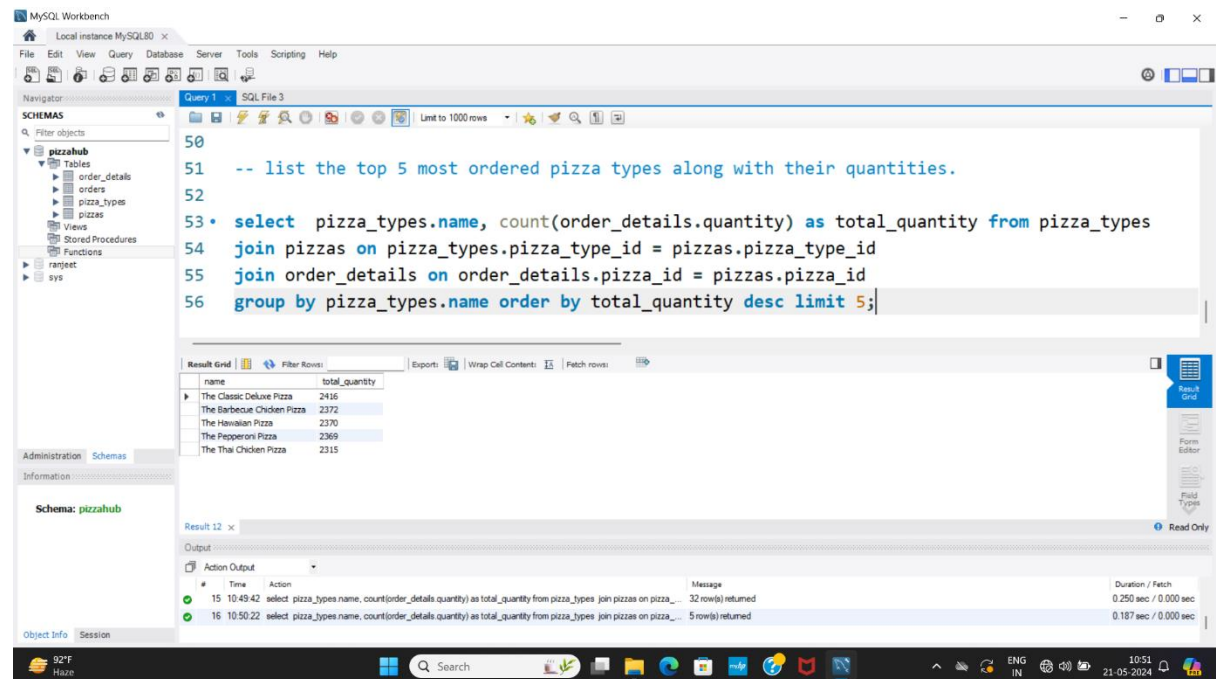 MySQL Workbench
Local instance MySQL80
File Edit View Query Database Server Tools Scripting Help
Navigator
Query 1 SQL File 3
SCHEMAS
Limit to 1000 rows
Filter objects
pizzahub
Tables
order_details
orders
pizza_types
pizzas
Views
Stored Procedures
Functions
ranjeet
sys
50
51 -- list the top 5 most ordered pizza types along with their quantities.
52
53 select pizza_types.name, count(order_details.quantity) as total_quantity from pizza_types
54 join pizzas on pizza_types.pizza_type_id = pizzas.pizza_type_id
55 join order_details on order_details.pizza_id = pizzas.pizza_id
56 group by pizza_types.name order by total_quantity desc limit 5;
Result Grid Filter Rows: Export: Wrap Cell Content: Fetch rows:
name total_quantity
The Classic Deluxe Pizza 2416
The Barbecue Chicken Pizza 2372
The Hawaiian Pizza 2370
The Pepperoni Pizza 2369
The Thai Chicken Pizza 2315
Result Grid
Form Editor
Field Types
Administration Schemas
Information
Schema: pizzahub
Result 12
Read Only
Output
Action Output
# Time Action Message Duration / Fetch
15 10:49:42 select pizza_types.name, count(order_details.quantity) as total_quantity from pizza_types join pizzas on pizza_... 32 row(s) returned 0.250 sec / 0.000 sec
16 10:50:22 select pizza_types.name, count(order_details.quantity) as total_quantity from pizza_types join pizzas on pizza_... 5 row(s) returned 0.187 sec / 0.000 sec
Object Info Session
92°F
Haze
Search
ENG
IN
10:51
21-05-2024